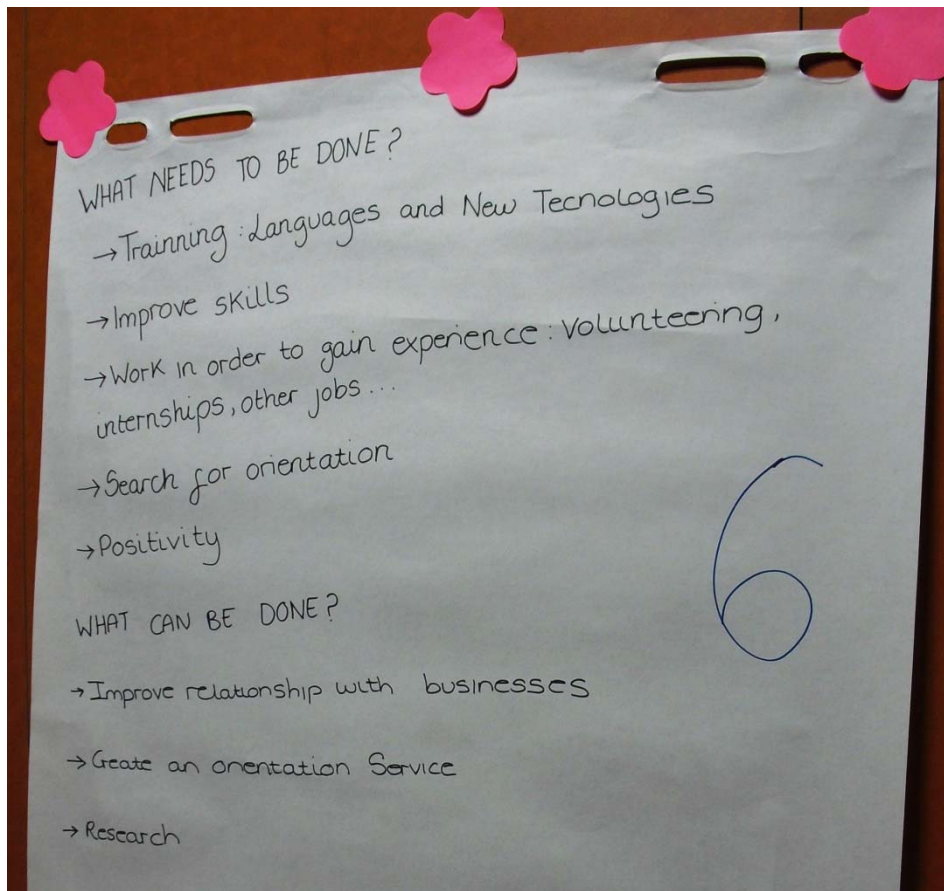 WHAT NEEDS TO BE DONE?
→Trainning: Languages and New Tecnologies
→Improve skills
→Work in order to gain experience: volunteering,
internships, other jobs...
→Search for orientation
→Positivity
6
WHAT CAN BE DONE?
→Improve relationship with businesses
→Create an orientation Service
→Research